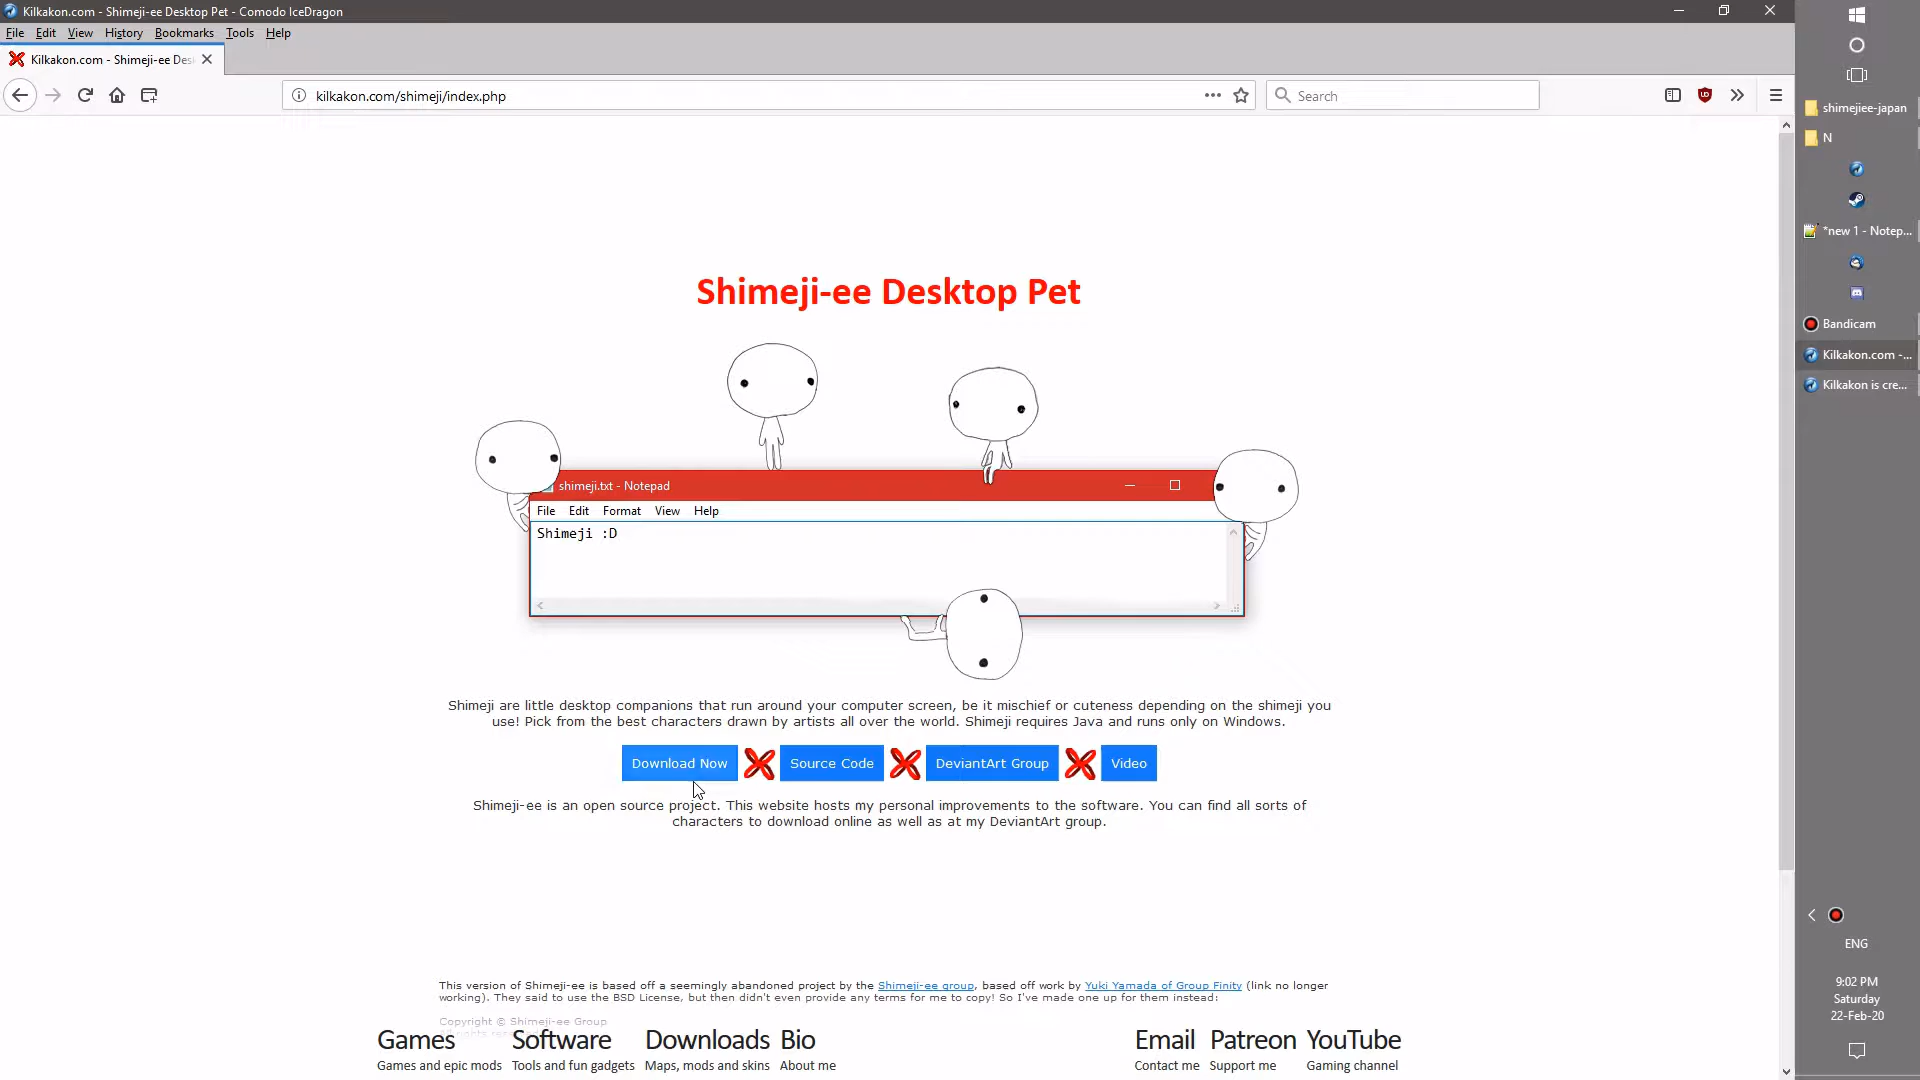 Kilkakon.com - Shimeji-ee Desktop Pet - Comodo IceDragon
File Edit View History Bookmarks Tools Help
Kilkakon.com - Shimeji-ee Des
kilkakon.com/shimeji/index.php
Search
shimejiee-japan
N
*new 1 - Notep...
Bandicam
Kilkakon.com -...
Kilkakon is cre...
Shimeji-ee Desktop Pet
shimeji.txt - Notepad
File Edit Format View Help
Shimeji :D
Shimeji are little desktop companions that run around your computer screen, be it mischief or cuteness depending on the shimeji you
use! Pick from the best characters drawn by artists all over the world. Shimeji requires Java and runs only on Windows.
Download Now Source Code DeviantArt Group Video
Shimeji-ee is an open source project. This website hosts my personal improvements to the software. You can find all sorts of
characters to download online as well as at my DeviantArt group.
This version of Shimeji-ee is based off a seemingly abandoned project by the Shimeji-ee group, based off work by Yuki Yamada of Group Finity (link no longer
working). They said to use the BSD License, but then didn't even provide any terms for me to copy! So I've made one up for them instead:
Copyright © Shimeji-ee Group
Games Software Downloads Bio Email Patreon YouTube
Games and epic mods Tools and fun gadgets Maps, mods and skins About me Contact me Support me Gaming channel
ENG
9:02 PM
Saturday
22-Feb-20